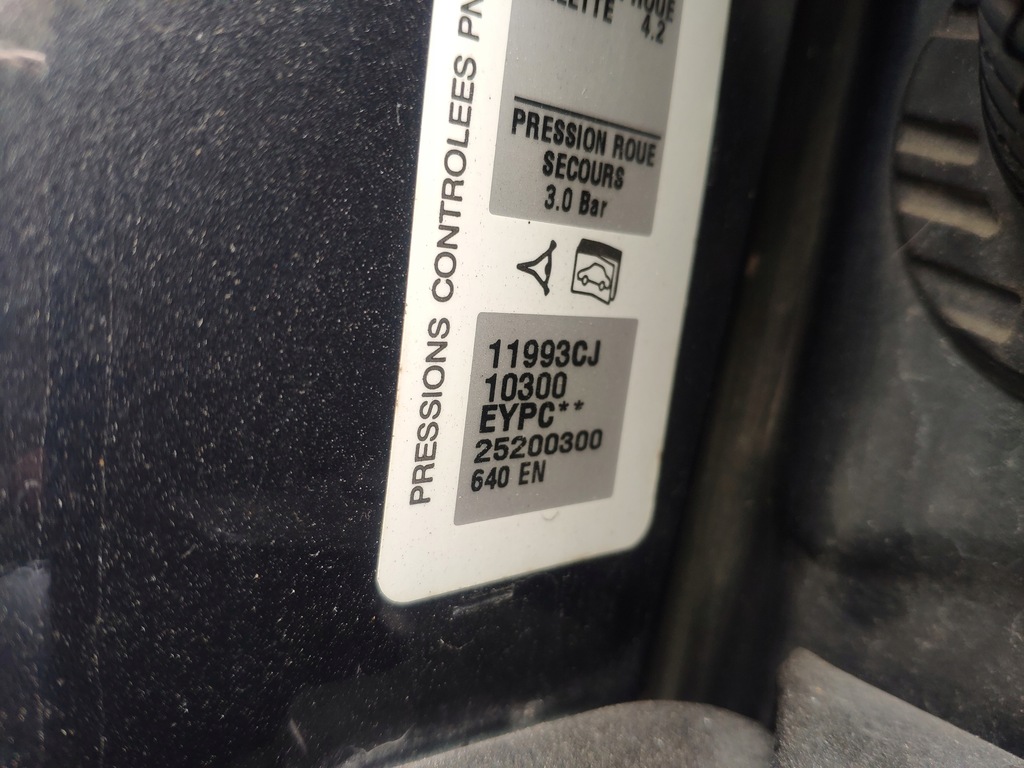 4.2
PRESSION ROUE
SECOURS
3.0 Bar
11993CJ
10300
EYPC**
25200300
640 EN
PRESSIONS CONTROLEES